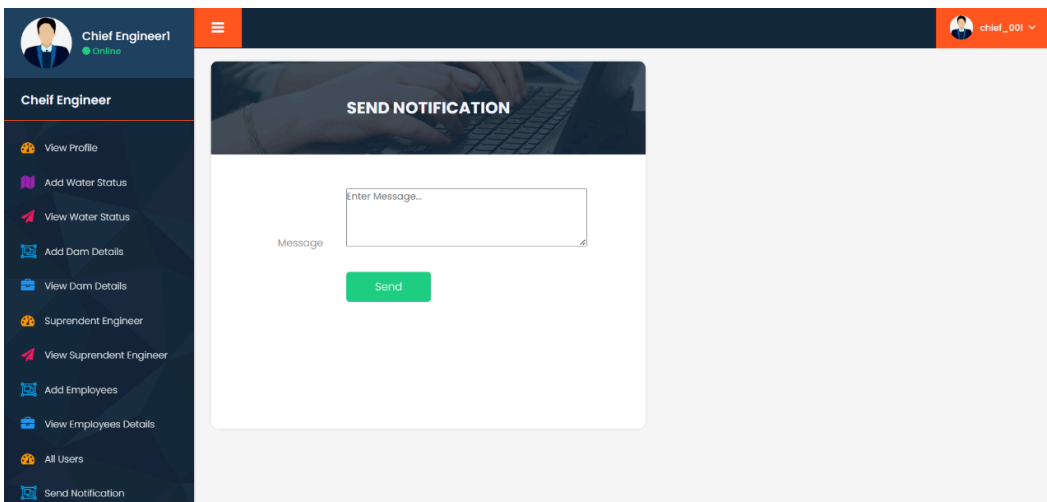 Chief Engineer1
Online
chief_001
Cheif Engineer
SEND NOTIFICATION
View Profile
Add Water Status
View Water Status
Add Dam Details
View Dam Details
Suprendent Engineer
View Suprendent Engineer
Add Employees
View Employees Details
All Users
Send Notification
Enter Message...
Message
Send